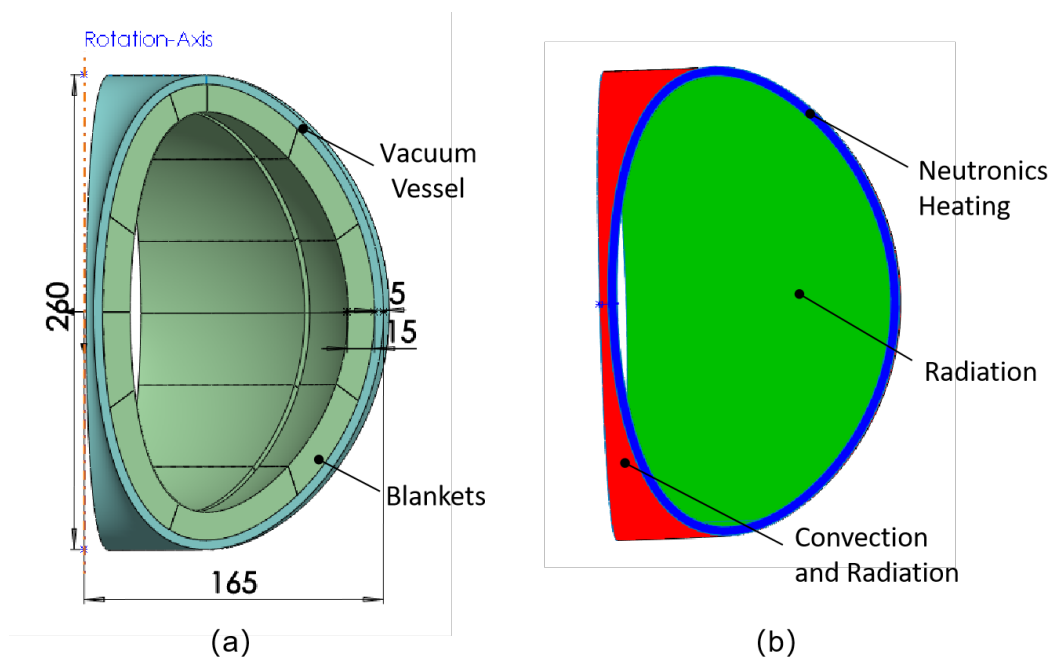 Rotation-Axis
Vacuum
Vessel
260
5
15
Blankets
165
(a)
Neutronics
Heating
Radiation
Convection
and Radiation
(b)